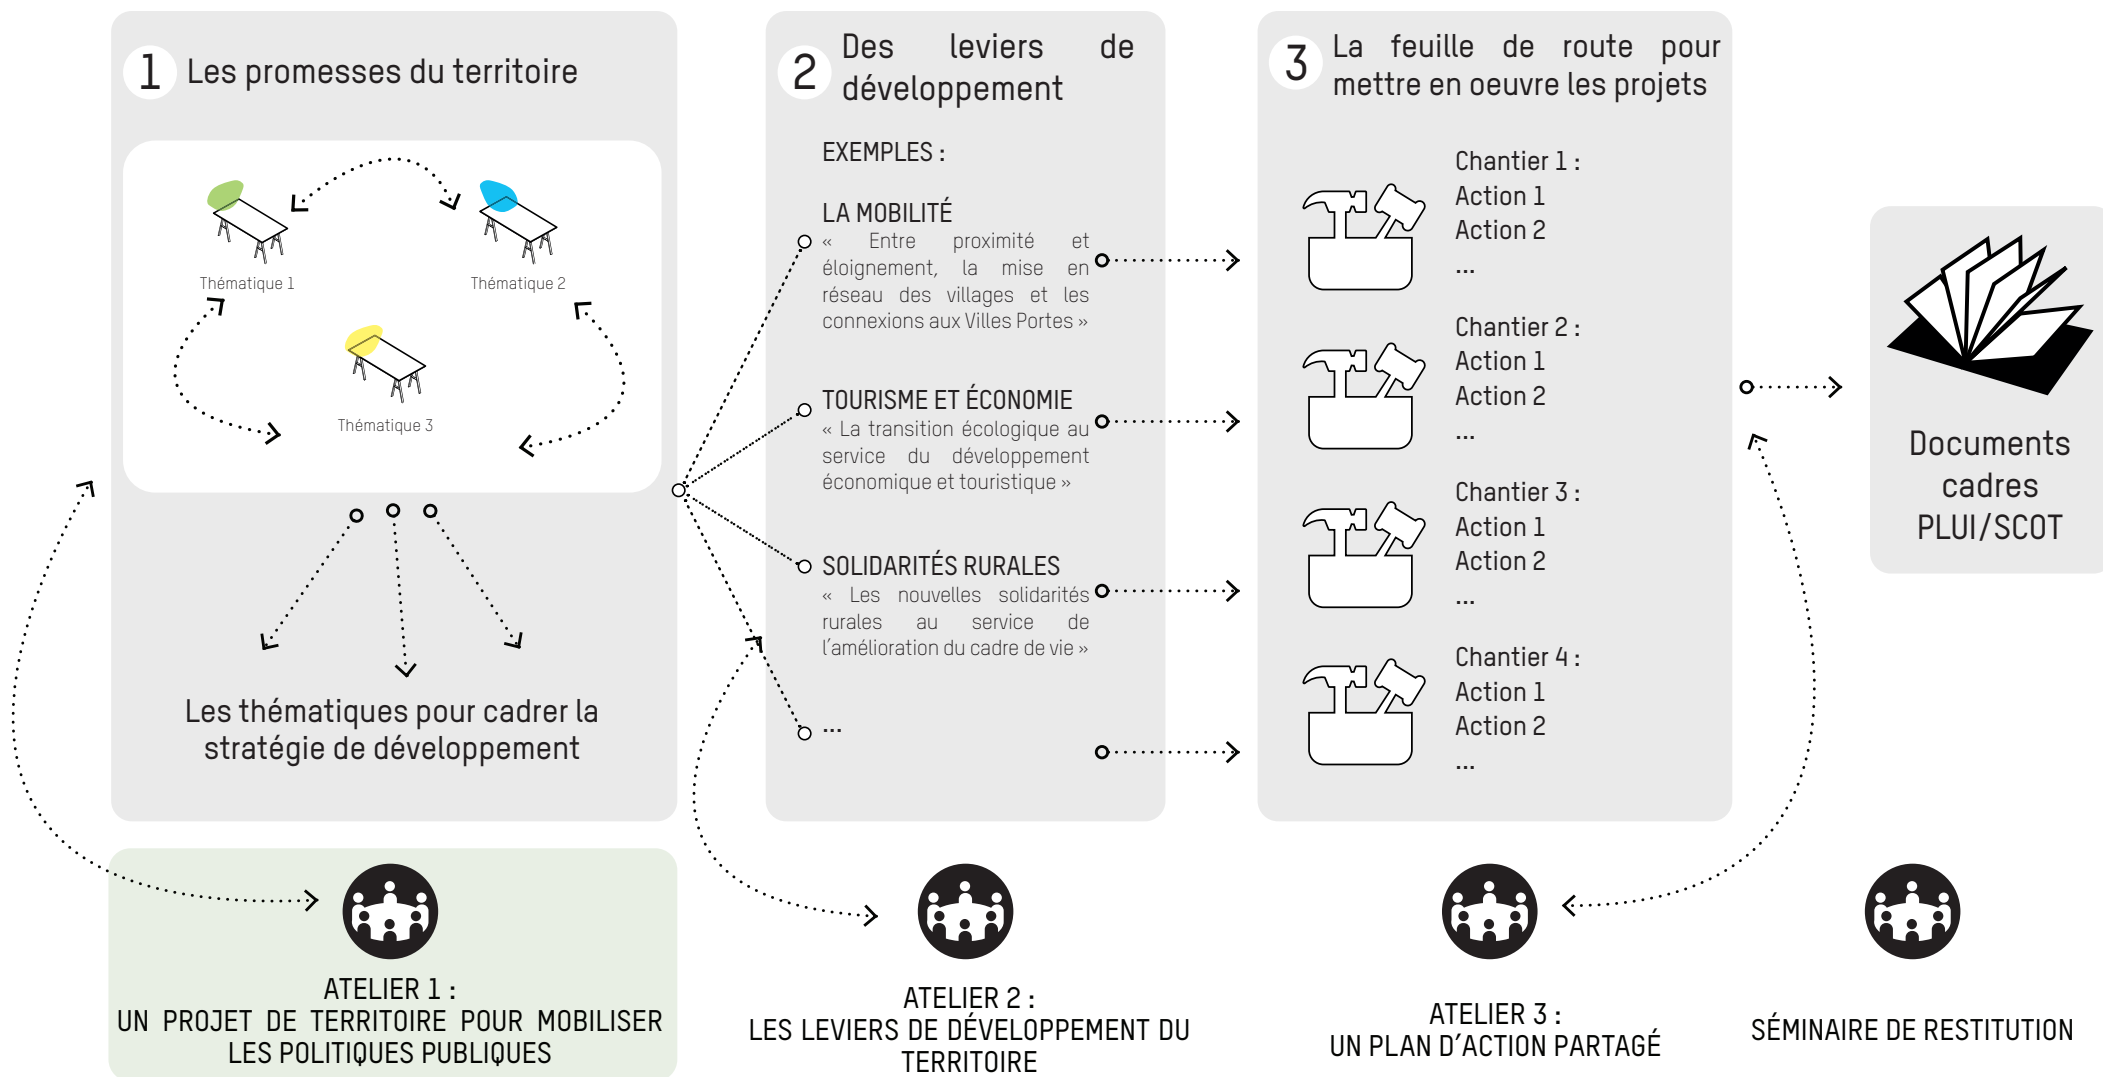 1 Les promesses du territoire
Thématique 1
Thématique 2
Thématique 3
Les thématiques pour cadrer la
stratégie de développement
2 Des leviers de
développement
EXEMPLES :
LA MOBILITÉ
« Entre proximité et
éloignement, la mise en
réseau des villages et les
connexions aux Villes Portes »
TOURISME ET ÉCONOMIE
« La transition écologique au
service du développement
économique et touristique »
SOLIDARITÉS RURALES
« Les nouvelles solidarités
rurales au service de
l'amélioration du cadre de vie »
...
3 La feuille de route pour
mettre en oeuvre les projets
Chantier 1 :
Action 1
Action 2
...
Chantier 2 :
Action 1
Action 2
...
Chantier 3 :
Action 1
Action 2
...
Chantier 4 :
Action 1
Action 2
...
Documents
cadres
PLUI/SCOT
ATELIER 1 :
UN PROJET DE TERRITOIRE POUR MOBILISER
LES POLITIQUES PUBLIQUES
ATELIER 2 :
LES LEVIERS DE DÉVELOPPEMENT DU
TERRITOIRE
ATELIER 3 :
UN PLAN D'ACTION PARTAGÉ
SÉMINAIRE DE RESTITUTION